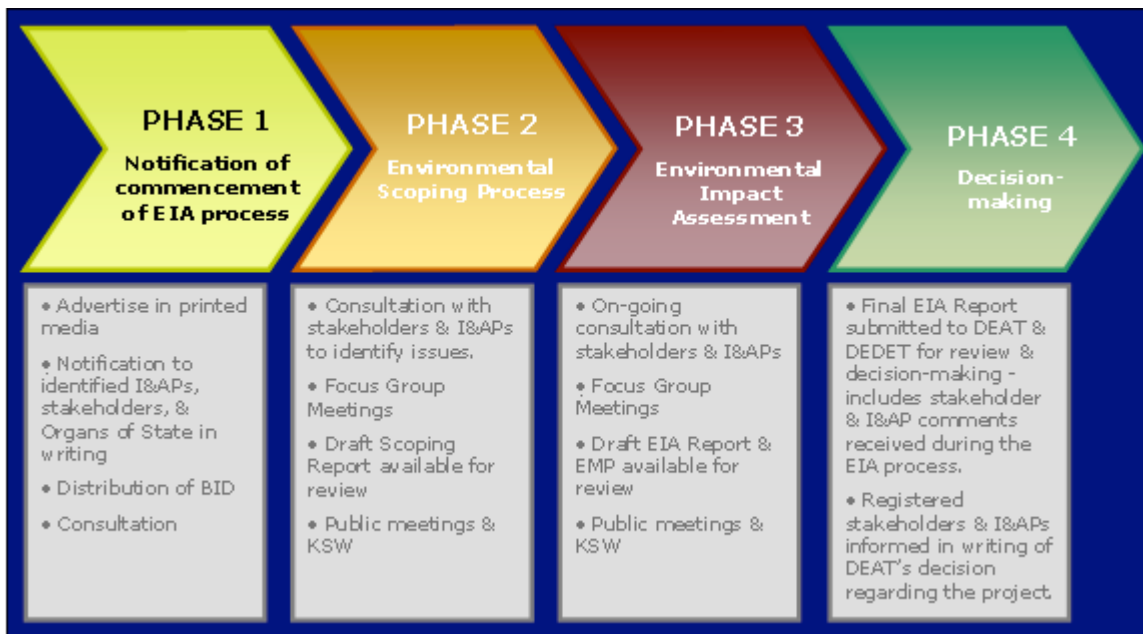 PHASE 1
Notification of
commencement
of EIA process
PHASE 2
Environmental
Scoping Process
PHASE 3
Environmental
Impact
Assessment
PHASE 4
Decision-
making
• Advertise in printed
media
• Notification to
identified I&APs,
stakeholders, &
Organs of State in
writing
• Distribution of BID
• Consultation
• Consultation with
stakeholders & I&APs
to identify issues.
• Focus Group
Meetings
• Draft Scoping
Report available for
review
• Public meetings &
KSW
• On-going
consultation with
stakeholders & I&APs
• Focus Group
Meetings
• Draft EIA Report &
EMP available for
review
• Public meetings &
KSW
• Final EIA Report
submitted to DEAT &
DEDET for review &
decision-making -
includes stakeholder
& I&AP comments
received during the
EIA process.
• Registered
stakeholders & I&APs
informed in writing of
DEAT's decision
regarding the project.